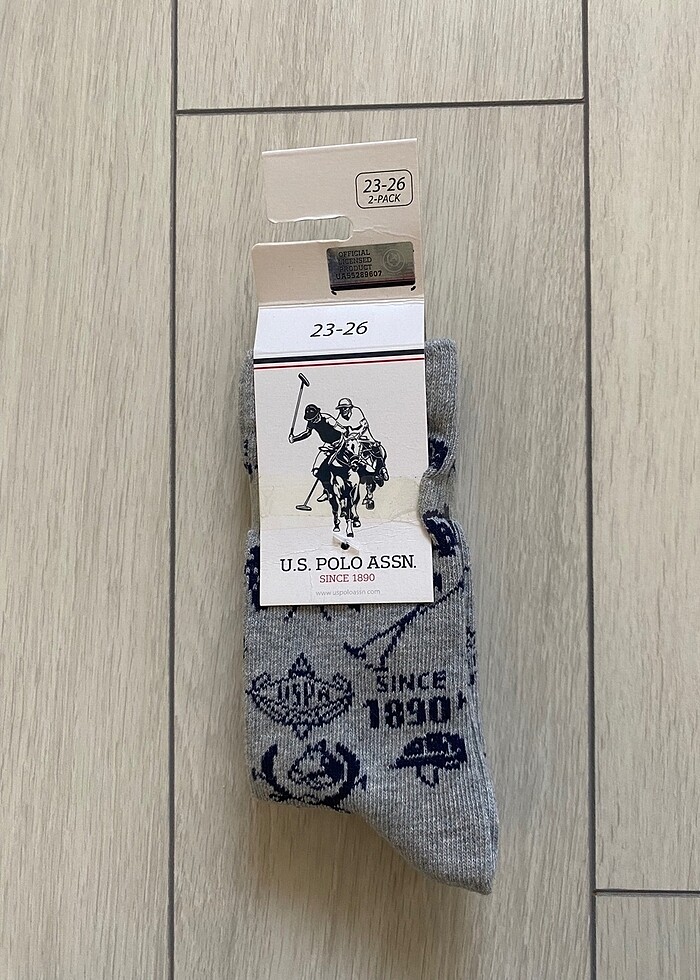 23-26
2-PACK
OFFICIAL
LICENSED
PRODUCT
23-26
U.S. POLO ASSN.
SINCE 1890
www.uspoloassn.com
USPA
SINCE
1890